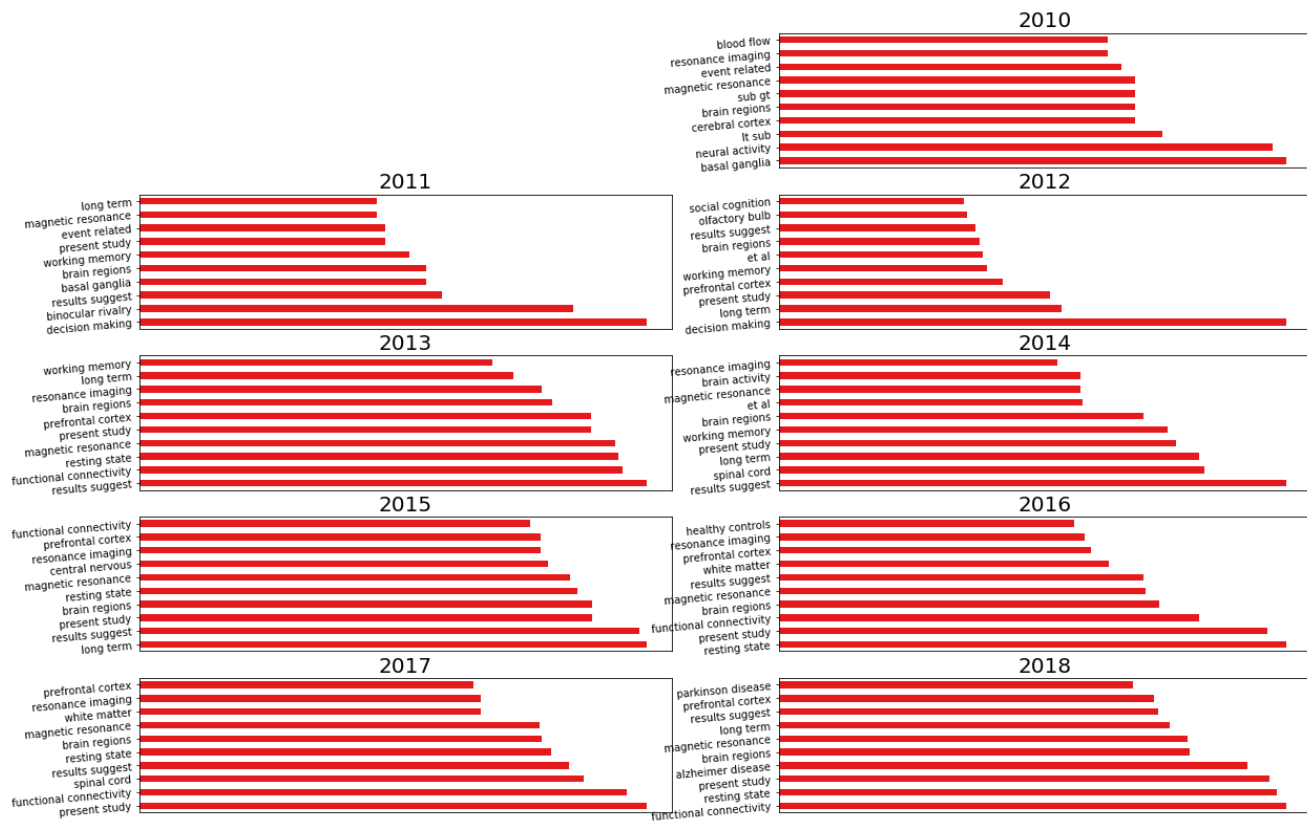 2010
blood flow
resonance imaging
event related
magnetic resonance
sub gt
brain regions
cerebral cortex
lt sub
neural activity
basal ganglia
2011
long term
magnetic resonance
event related
present study
working memory
brain regions
basal ganglia
results suggest
binocular rivalry
decision making
2012
social cognition
olfactory bulb
results suggest
brain regions
et al
working memory
prefrontal cortex
present study
long term
decision making
2013
working memory
long term
resonance imaging
brain regions
prefrontal cortex
present study
magnetic resonance
resting state
functional connectivity
results suggest
2014
resonance imaging
brain activity
magnetic resonance
et al
brain regions
working memory
present study
long term
spinal cord
results suggest
2015
functional connectivity
prefrontal cortex
resonance imaging
central nervous
magnetic resonance
resting state
brain regions
present study
results suggest
long term
2016
healthy controls
resonance imaging
prefrontal cortex
white matter
results suggest
magnetic resonance
brain regions
functional connectivity
present study
resting state
2017
prefrontal cortex
resonance imaging
white matter
magnetic resonance
brain regions
resting state
results suggest
spinal cord
functional connectivity
present study
2018
parkinson disease
prefrontal cortex
results suggest
long term
magnetic resonance
brain regions
alzheimer disease
present study
resting state
functional connectivity